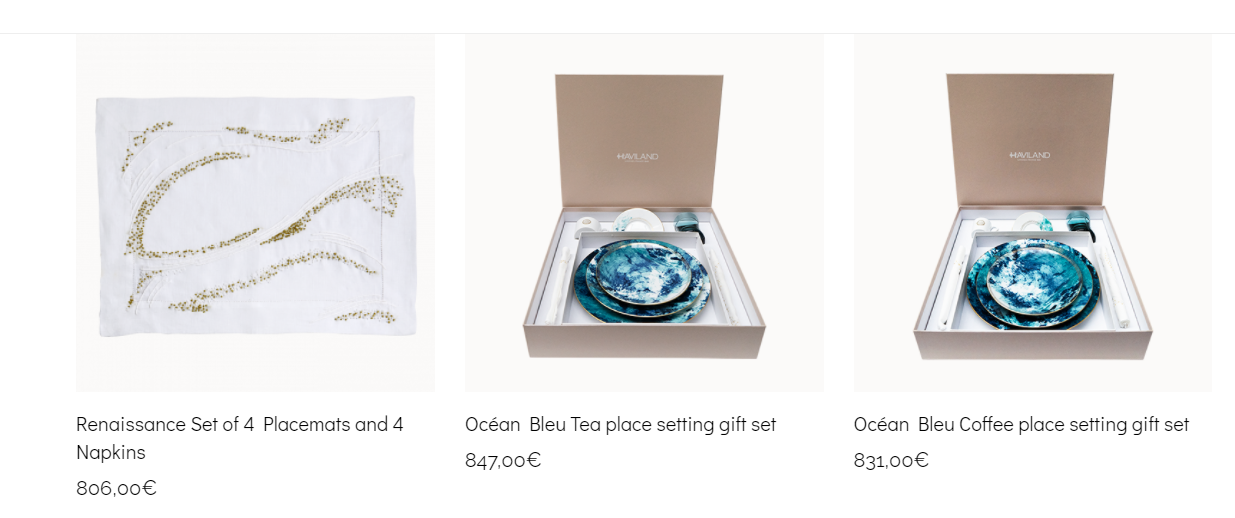 HAVILAND
HAVILAND
Renaissance Set of 4 Placemats and 4
Napkins
806,00€
Océan Bleu Tea place setting gift set
847,00€
Océan Bleu Coffee place setting gift set
831,00€